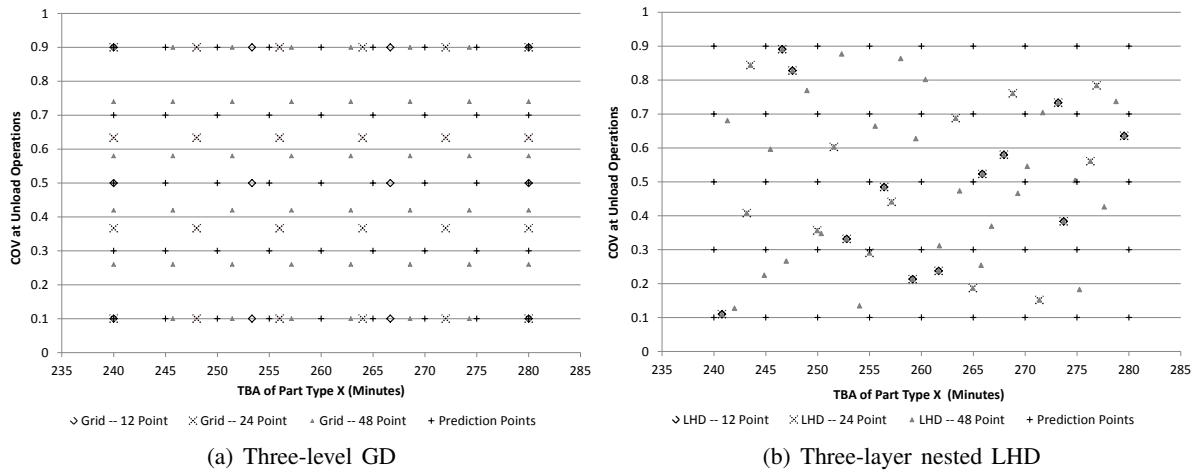 1
0.9
0.8
0.7
0.6
0.5
0.4
0.3
0.2
0.1
0
COV at Unload Operations
235 240 245 250 255 260 265 270 275 280 285
TBA of Part Type X (Minutes)
Grid -- 12 Point Grid -- 24 Point Grid -- 48 Point Prediction Points
(a) Three-level GD
1
0.9
0.8
0.7
0.6
0.5
0.4
0.3
0.2
0.1
0
COV at Unload Operations
235 240 245 250 255 260 265 270 275 280 285
TBA of Part Type X (Minutes)
LHD -- 12 Point LHD -- 24 Point LHD -- 48 Point Prediction Points
(b) Three-layer nested LHD